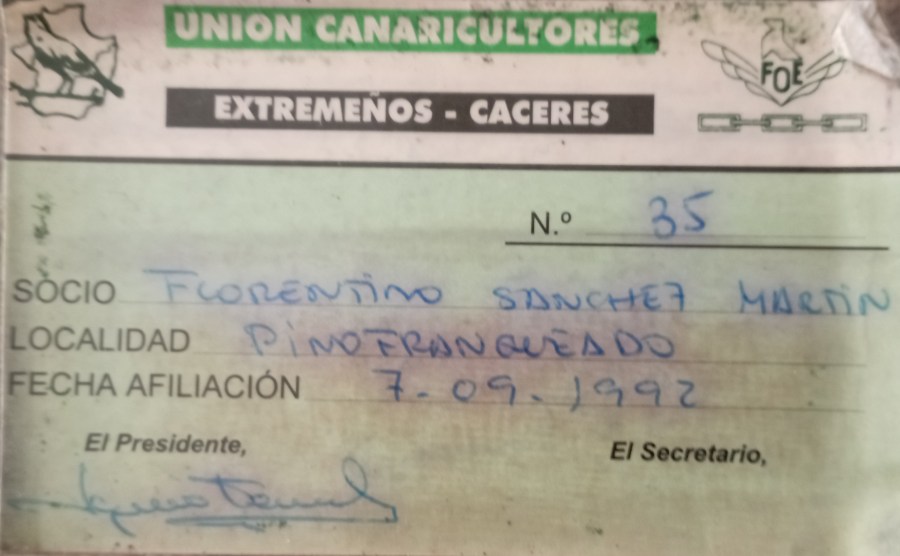 UNION CANARICULTORES
FOE
EXTREMEÑOS - CACERES
N.º 35
SOCIO FLORENTINO SANCHEZ MARTIN
LOCALIDAD PINOFRANQUEADO
FECHA AFILIACIÓN 7-09-1992
El Presidente, El Secretario,